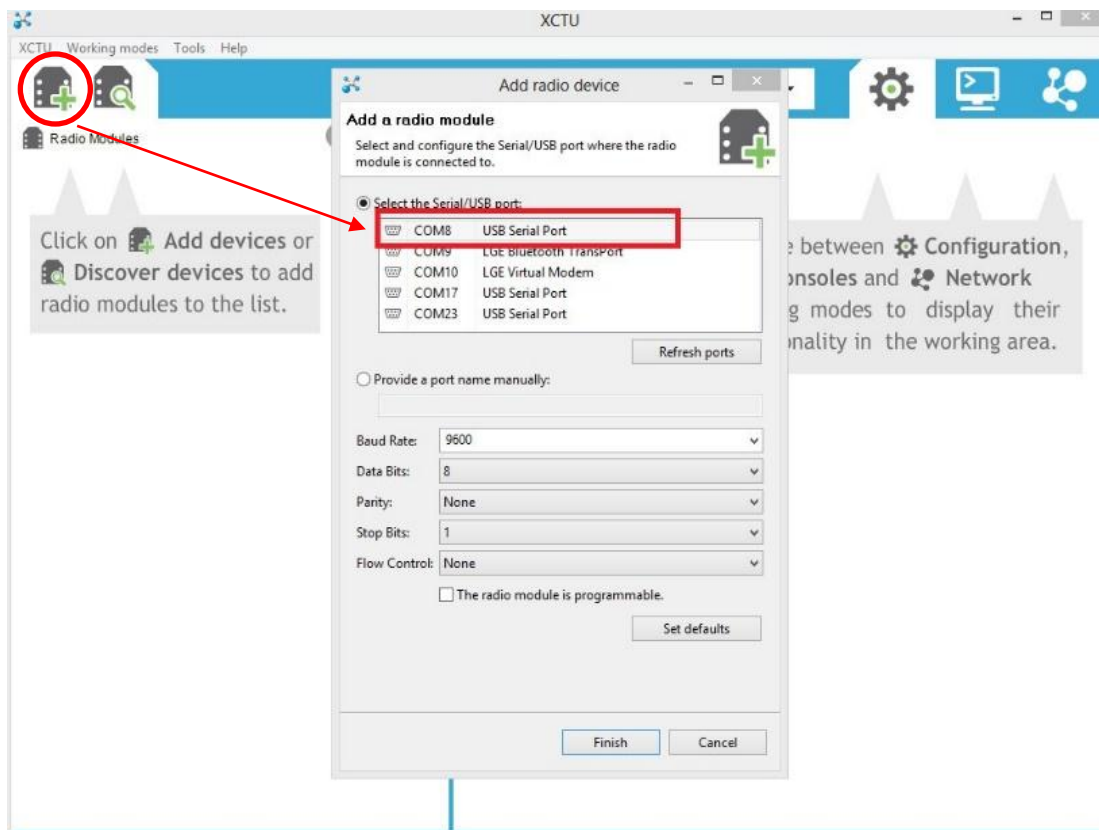 XCTU
XCTU Working modes Tools Help
Radio Modules
Click on Add devices or
Discover devices to add
radio modules to the list.
Add radio device
Add a radio module
Select and configure the Serial/USB port where the radio
module is connected to.
Select the Serial/USB port:
COM8 USB Serial Port
COM9 LGE Bluetooth TransPort
COM10 LGE Virtual Modem
COM17 USB Serial Port
COM23 USB Serial Port
Refresh ports
Provide a port name manually:
Baud Rate: 9600
Data Bits: 8
Parity: None
Stop Bits: 1
Flow Control: None
The radio module is programmable.
Set defaults
Finish Cancel
between Configuration,
and Network
modes to display their
in the working area.